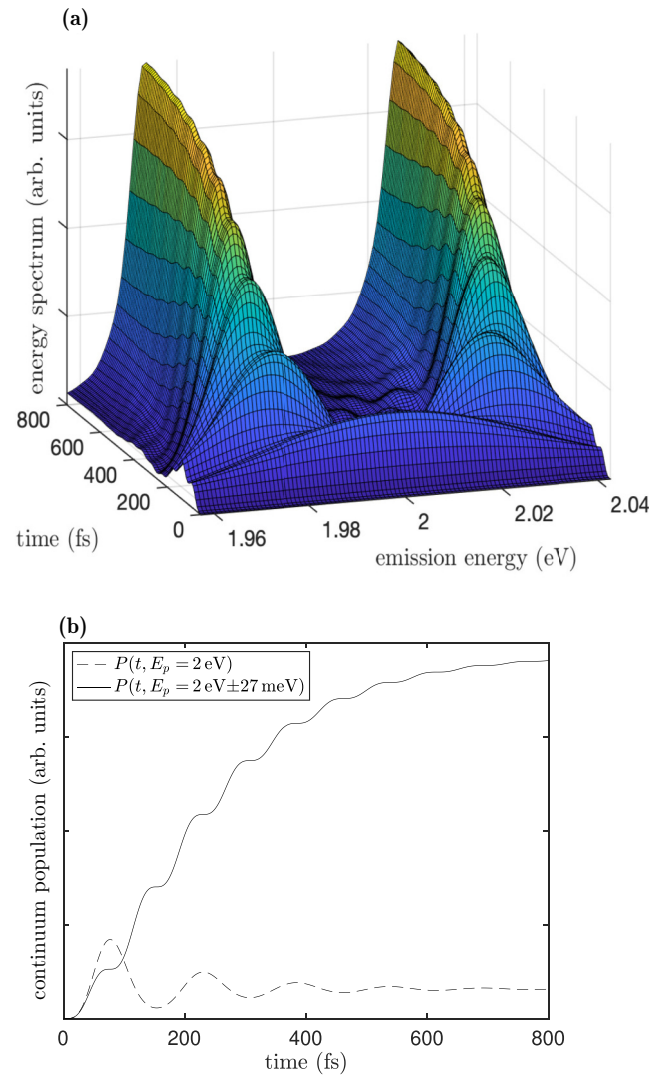 (a)
energy spectrum (arb. units)
800
600
400
200
0
time (fs)
1.96
1.98
2
2.02
2.04
emission energy (eV)
(b)
P(t, E_p = 2 eV)
P(t, E_p = 2 eV±27 meV)
continuum population (arb. units)
0
200
400
600
800
time (fs)